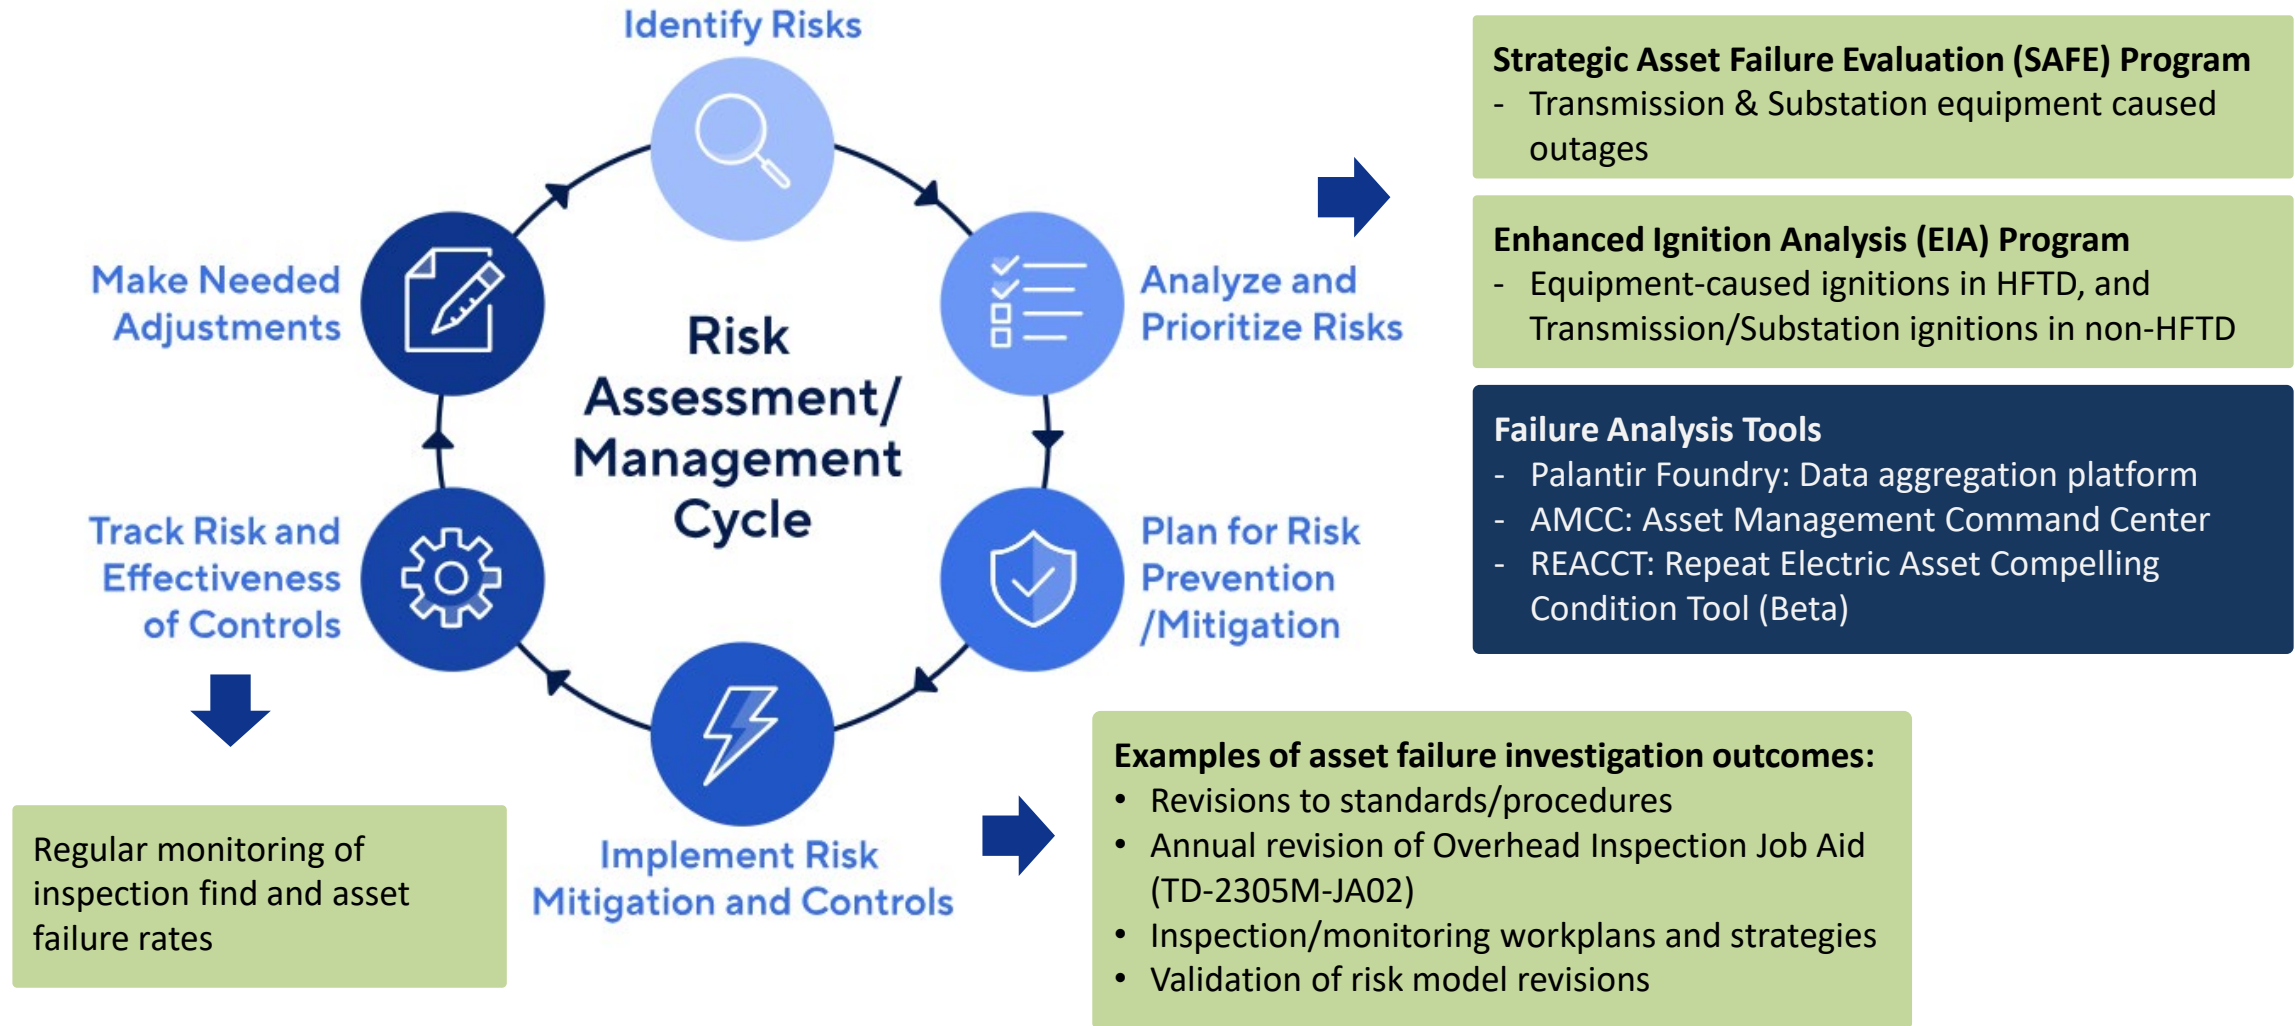 Identify Risks
Analyze and
Prioritize Risks
Plan for Risk
Prevention
/Mitigation
Implement Risk
Mitigation and Controls
Track Risk and
Effectiveness
of Controls
Make Needed
Adjustments
Risk
Assessment/
Management
Cycle
Strategic Asset Failure Evaluation (SAFE) Program
- Transmission & Substation equipment caused
outages
Enhanced Ignition Analysis (EIA) Program
- Equipment-caused ignitions in HFTD, and
Transmission/Substation ignitions in non-HFTD
Failure Analysis Tools
- Palantir Foundry: Data aggregation platform
- AMCC: Asset Management Command Center
- REACCT: Repeat Electric Asset Compelling
Condition Tool (Beta)
Examples of asset failure investigation outcomes:
• Revisions to standards/procedures
• Annual revision of Overhead Inspection Job Aid
(TD-2305M-JA02)
• Inspection/monitoring workplans and strategies
• Validation of risk model revisions
Regular monitoring of
inspection find and asset
failure rates